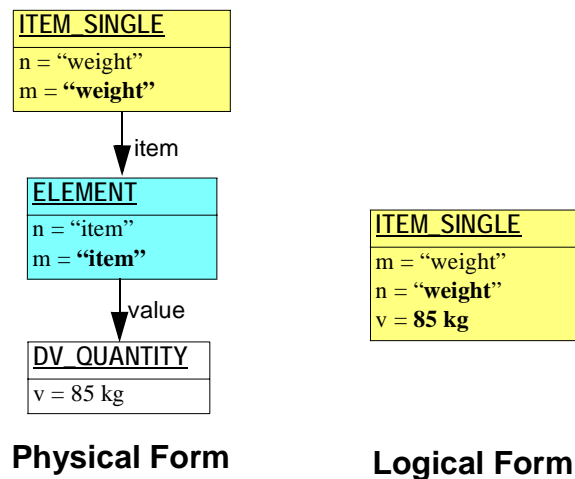 ITEM_SINGLE
n = “weight”
m = “weight”
item
ELEMENT
n = “item”
m = “item”
value
DV_QUANTITY
v = 85 kg
Physical Form
ITEM_SINGLE
m = “weight”
n = “weight”
v = 85 kg
Logical Form